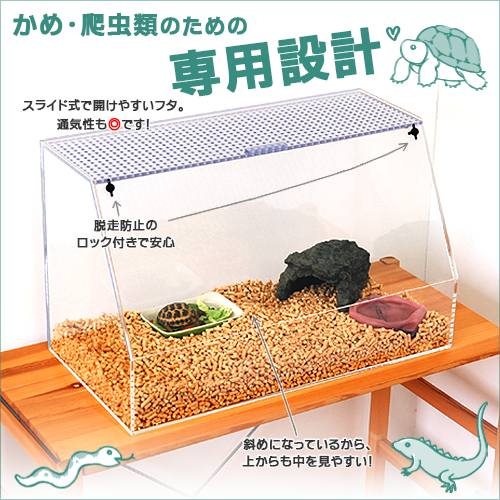 かめ・爬虫類のための
専用設計
スライド式で開けやすいフタ。
通気性も◎です!
脱走防止の
ロック付きで安心
斜めになっているから、
上からも中を見やすい!